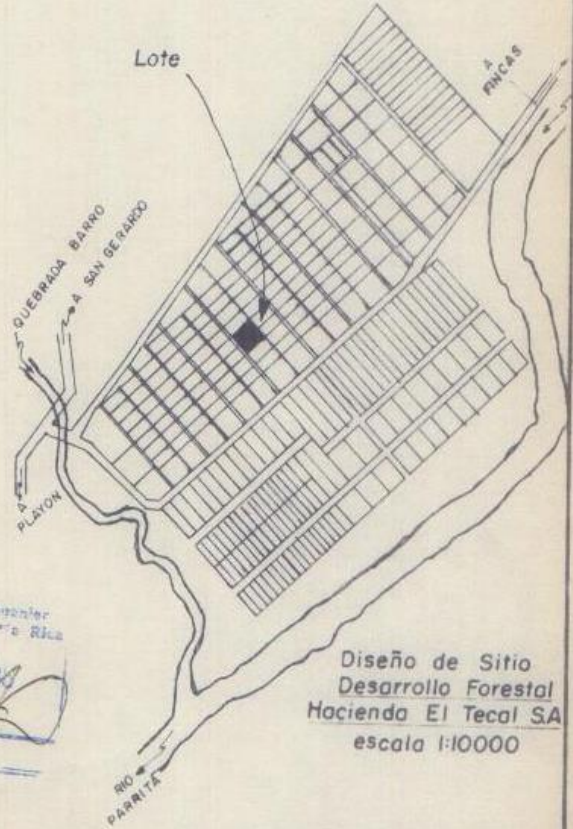 Lote
A
FINCAS
QUEBRADA BARRO
A SAN GERARDO
A
PLAYON
Rica
Diseño de Sitio
Desarrollo Forestal
Hacienda El Tecal S.A
escala 1:10000
RIO
PARRITA